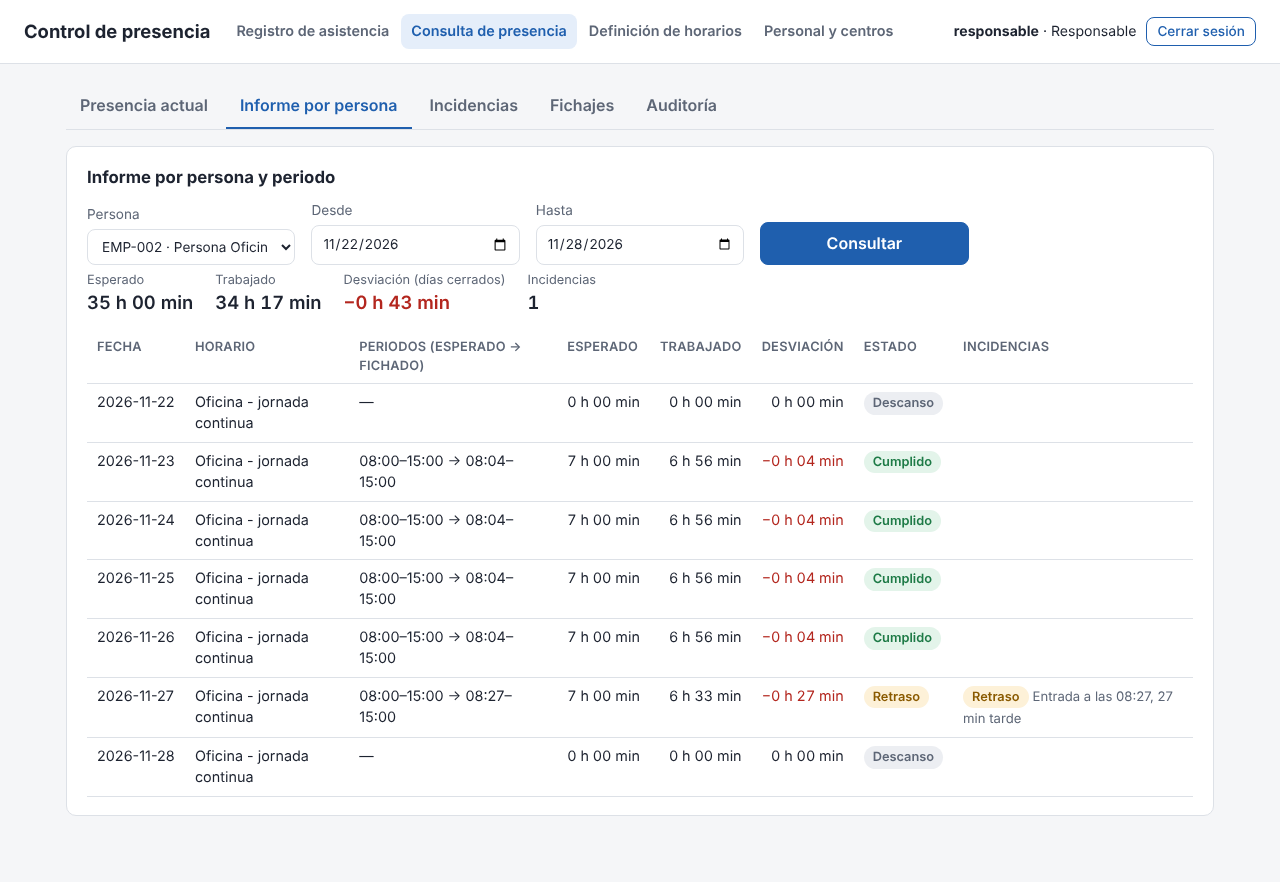 Control de presencia
Registro de asistencia
Consulta de presencia
Definición de horarios
Personal y centros
responsable · Responsable
Cerrar sesión
Presencia actual
Informe por persona
Incidencias
Fichajes
Auditoría
Informe por persona y periodo
Persona
Desde
Hasta
EMP-002 · Persona Oficin
11/22/2026
11/28/2026
Consultar
Esperado
Trabajado
Desviación (días cerrados)
Incidencias
35 h 00 min
34 h 17 min
−0 h 43 min
1
FECHA HORARIO PERIODOS (ESPERADO → ESPERADO TRABAJADO DESVIACIÓN ESTADO INCIDENCIAS
FICHADO)
2026-11-22 Oficina - jornada — 0 h 00 min 0 h 00 min 0 h 00 min Descanso
continua
2026-11-23 Oficina - jornada 08:00–15:00 → 08:04– 7 h 00 min 6 h 56 min −0 h 04 min Cumplido
continua 15:00
2026-11-24 Oficina - jornada 08:00–15:00 → 08:04– 7 h 00 min 6 h 56 min −0 h 04 min Cumplido
continua 15:00
2026-11-25 Oficina - jornada 08:00–15:00 → 08:04– 7 h 00 min 6 h 56 min −0 h 04 min Cumplido
continua 15:00
2026-11-26 Oficina - jornada 08:00–15:00 → 08:04– 7 h 00 min 6 h 56 min −0 h 04 min Cumplido
continua 15:00
2026-11-27 Oficina - jornada 08:00–15:00 → 08:27– 7 h 00 min 6 h 33 min −0 h 27 min Retraso Retraso Entrada a las 08:27, 27
continua 15:00 min tarde
2026-11-28 Oficina - jornada — 0 h 00 min 0 h 00 min 0 h 00 min Descanso
continua